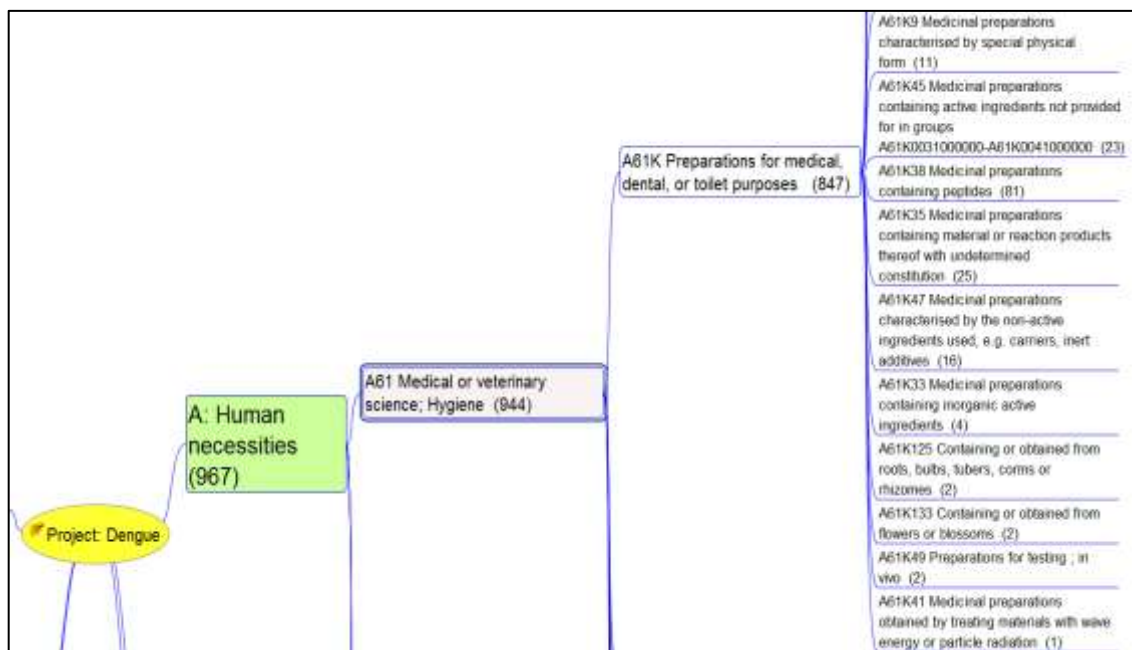 A61K9 Medicinal preparations
characterised by special physical
form (11)
A61K45 Medicinal preparations
containing active ingredients not provided
for in groups
A61K0031000000-A61K0041000000 (23)
A61K38 Medicinal preparations
containing peptides (81)
A61K35 Medicinal preparations
containing material or reaction products
thereof with undetermined
constitution (25)
A61K47 Medicinal preparations
characterised by the non-active
ingredients used, e.g. carriers, inert
additives (16)
A61K33 Medicinal preparations
containing inorganic active
ingredients (4)
A61K125 Containing or obtained from
roots, bulbs, tubers, corms or
rhizomes (2)
A61K133 Containing or obtained from
flowers or blossoms (2)
A61K49 Preparations for testing ; in
vivo (2)
A61K41 Medicinal preparations
obtained by treating materials with wave
energy or particle radiation (1)
A61K Preparations for medical,
dental, or toilet purposes (847)
A61 Medical or veterinary
science; Hygiene (944)
A: Human
necessities
(967)
Project: Dengue